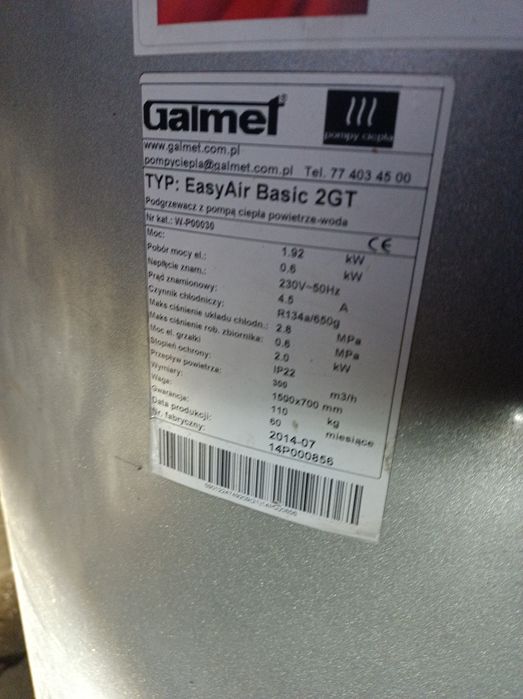 Galmet®
pompy ciepła
www.galmet.com.pl
pompyciepla@galmet.com.pl Tel. 77 403 45 00
TYP: EasyAir Basic 2GT
Podgrzewacz z pompą ciepła powietrze-woda
Nr kat.: W-P00030
CE
Moc: 1.92 kW
Pobór mocy el.: 0.6 kW
Napięcie znam.: 230V~50Hz
Prąd znamionowy: 4.5 A
Czynnik chłodniczy: R134a/650g
Maks ciśnienie układu chłodn.: 2.8 MPa
Maks ciśnienie rob. zbiornika: 0.6 MPa
Moc el. grzałki 2.0 kW
Stopień ochrony: IP22
Przepływ powietrza: 350 m3/h
Wymiary: 1500x700 mm
Waga: 110 kg
Gwarancja: 60 miesiące
Data produkcji: 2014-07
Nr. fabryczny: 14P000856